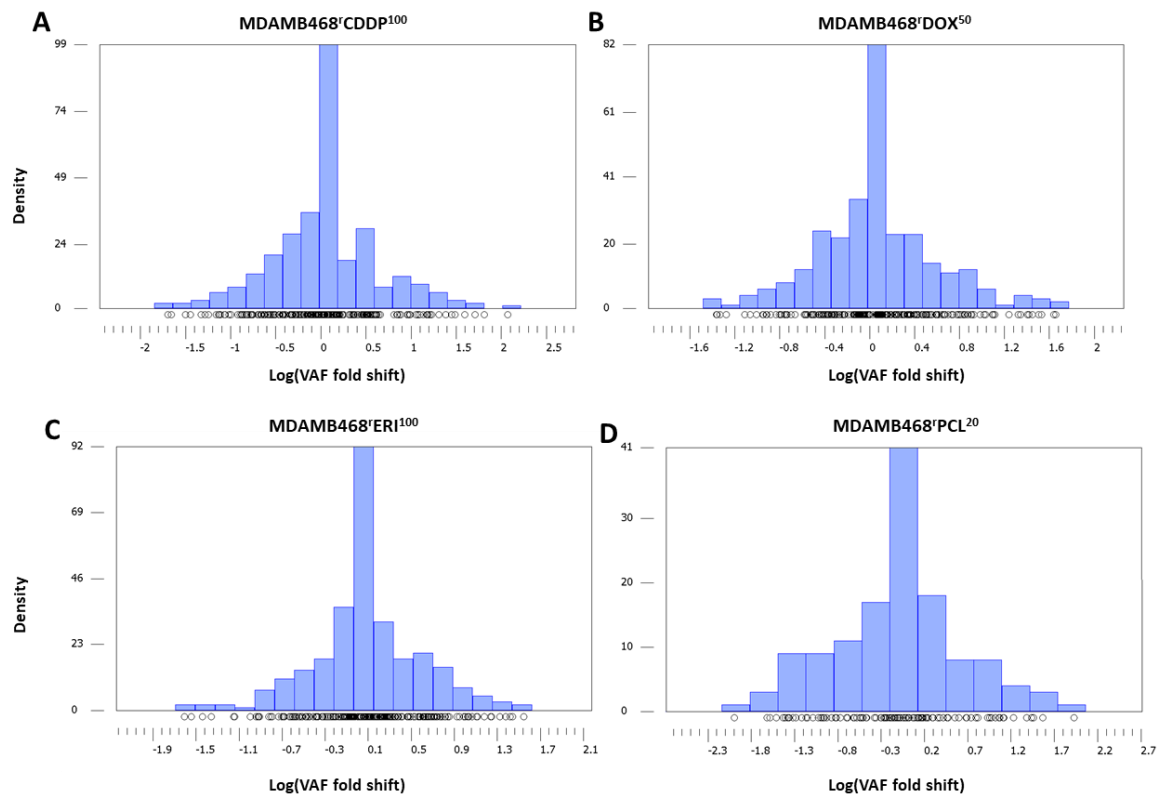 A
MDAMB468ʳCDDP¹⁰⁰
99
74
49
24
0
Density
-2 -1.5 -1 -0.5 0 0.5 1 1.5 2 2.5
Log(VAF fold shift)
B
MDAMB468ʳDOX⁵⁰
82
61
41
20
0
-1.6 -1.2 -0.8 -0.4 0 0.4 0.8 1.2 1.6 2
Log(VAF fold shift)
C
MDAMB468ʳERI¹⁰⁰
92
69
46
23
0
Density
-1.9 -1.5 -1.1 -0.7 -0.3 0.1 0.5 0.9 1.3 1.7 2.1
Log(VAF fold shift)
D
MDAMB468ʳPCL²⁰
41
30
20
10
0
-2.3 -1.8 -1.3 -0.8 -0.3 0.2 0.7 1.2 1.7 2.2 2.7
Log(VAF fold shift)